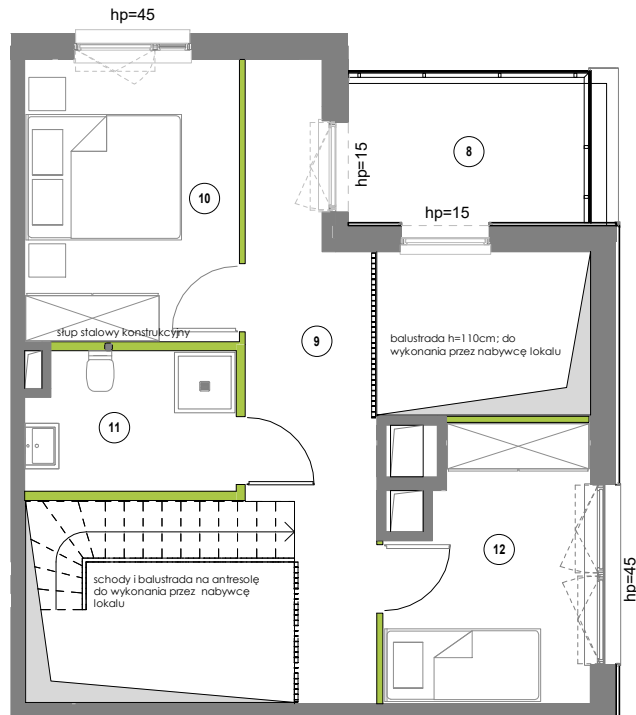 hp=45
8
hp=15
hp=15
10
słup stalowy konstrukcyjny
9
balustrada h=110cm; do
wykonania przez nabywcę lokalu
11
12
hp=45
schody i balustrada na antresolę
do wykonania przez nabywcę
lokalu